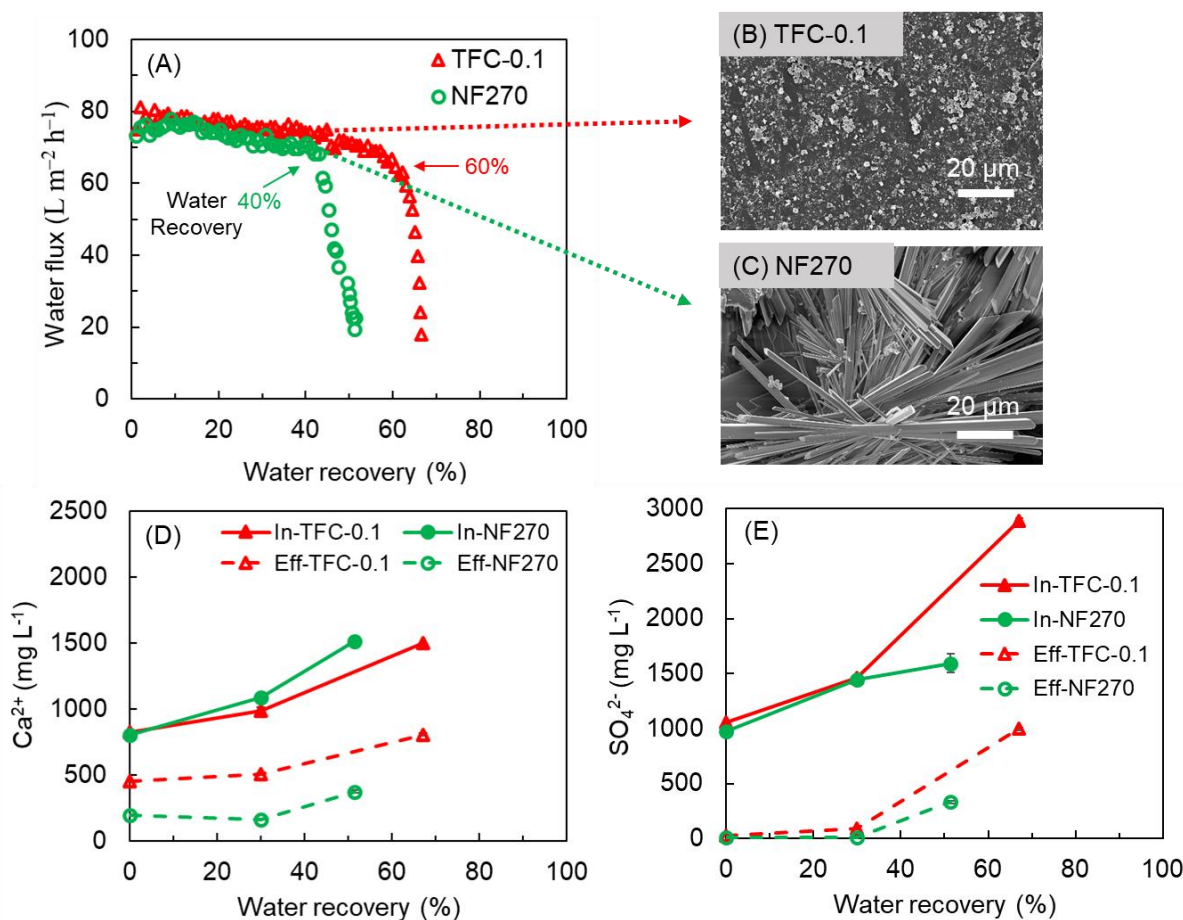 (A)
TFC-0.1
NF270
100
80
60
40
20
0
0 20 40 60 80 100
Water flux (L m⁻² h⁻¹)
Water recovery (%)
Water
Recovery
40%
60%
(B) TFC-0.1
20 μm
(C) NF270
20 μm
(D)
In-TFC-0.1 In-NF270
Eff-TFC-0.1 Eff-NF270
2500
2000
1500
1000
500
0
0 20 40 60 80 100
Ca²⁺ (mg L⁻¹)
Water recovery (%)
(E)
In-TFC-0.1
In-NF270
Eff-TFC-0.1
Eff-NF270
3000
2500
2000
1500
1000
500
0
0 20 40 60 80 100
SO₄²⁻ (mg L⁻¹)
Water recovery (%)